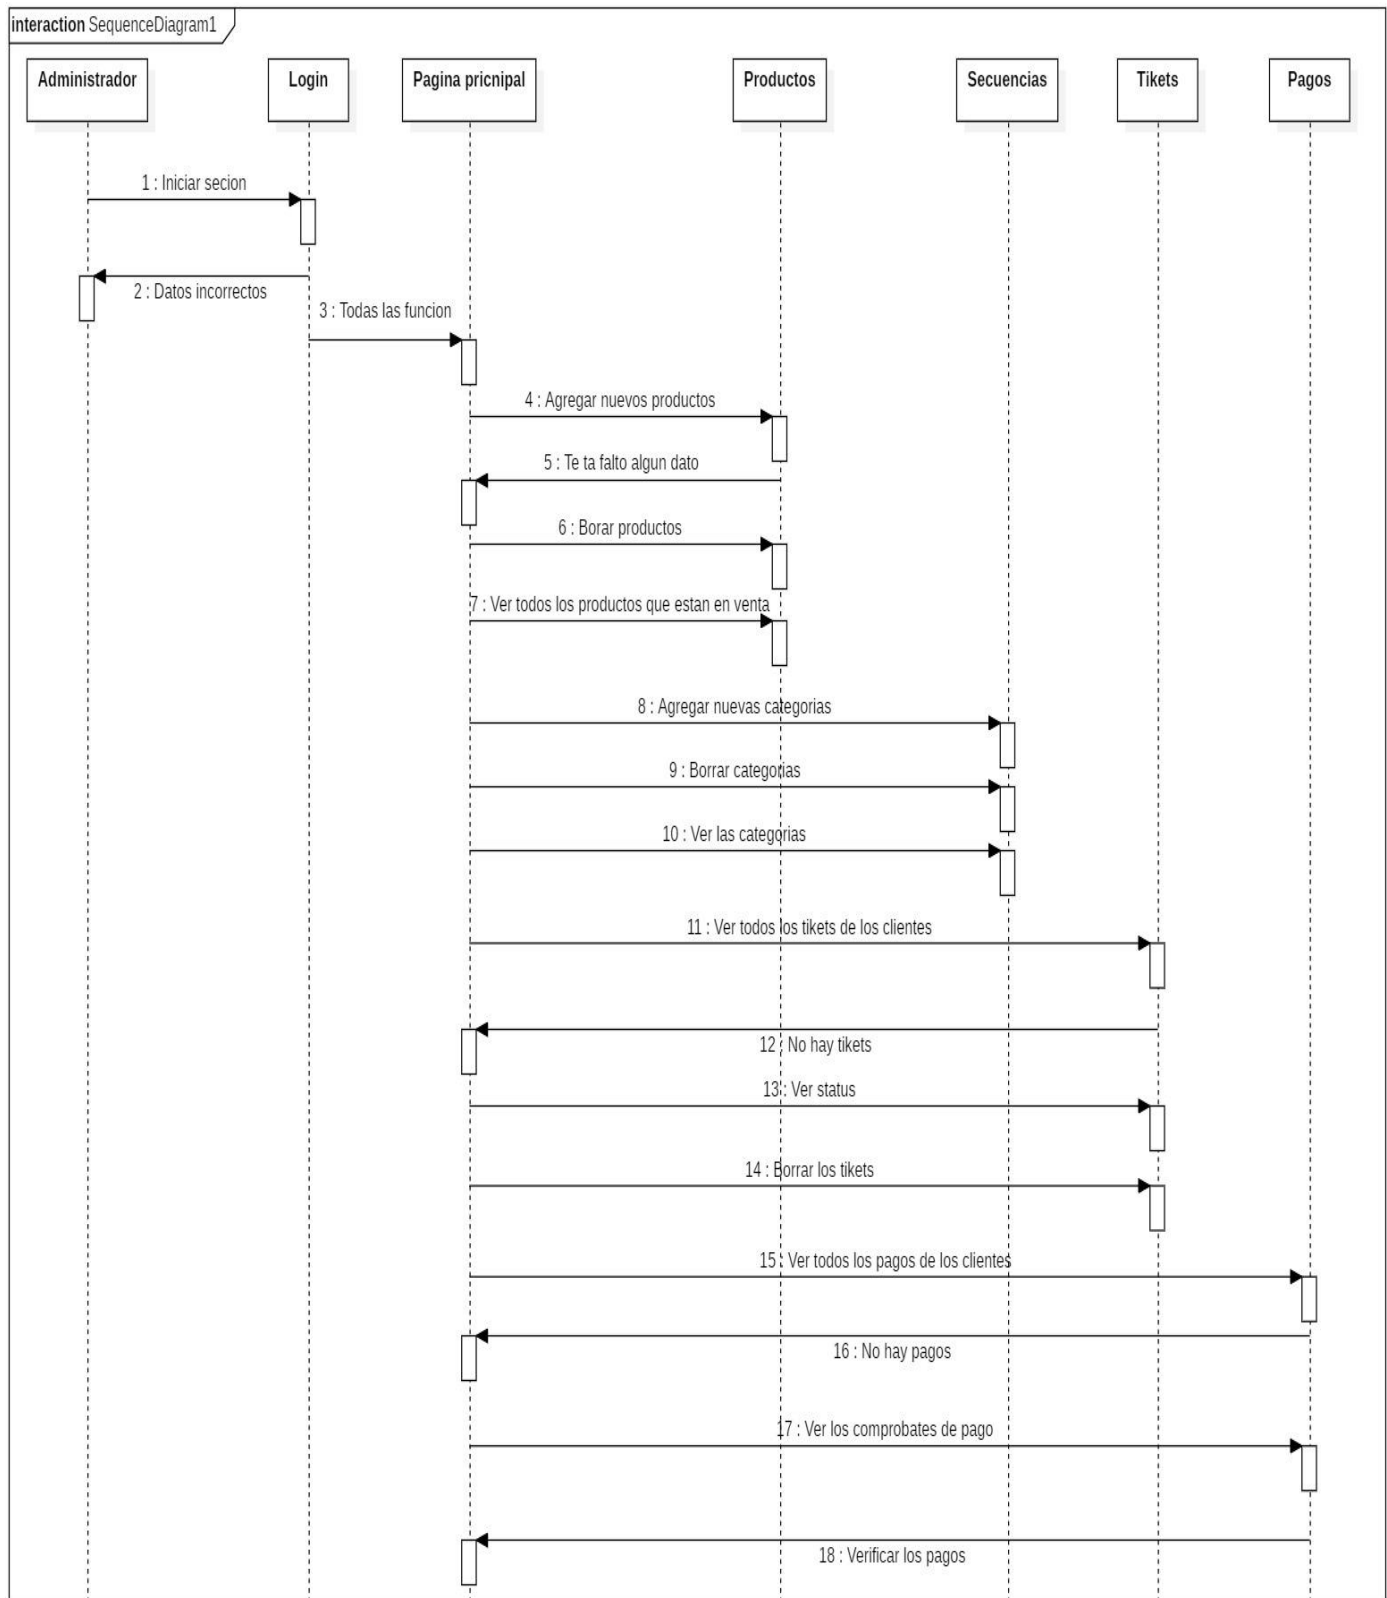 interaction SequenceDiagram1
Administrador
Login
Pagina pricnipal
Productos
Secuencias
Tikets
Pagos
1 : Iniciar secion
2 : Datos incorrectos
3 : Todas las funcion
4 : Agregar nuevos productos
5 : Te ta falto algun dato
6 : Borar productos
7 : Ver todos los productos que estan en venta
8 : Agregar nuevas categorias
9 : Borrar categorias
10 : Ver las categorias
11 : Ver todos los tikets de los clientes
12 : No hay tikets
13 : Ver status
14 : Borrar los tikets
15 : Ver todos los pagos de los clientes
16 : No hay pagos
17 : Ver los comprobates de pago
18 : Verificar los pagos